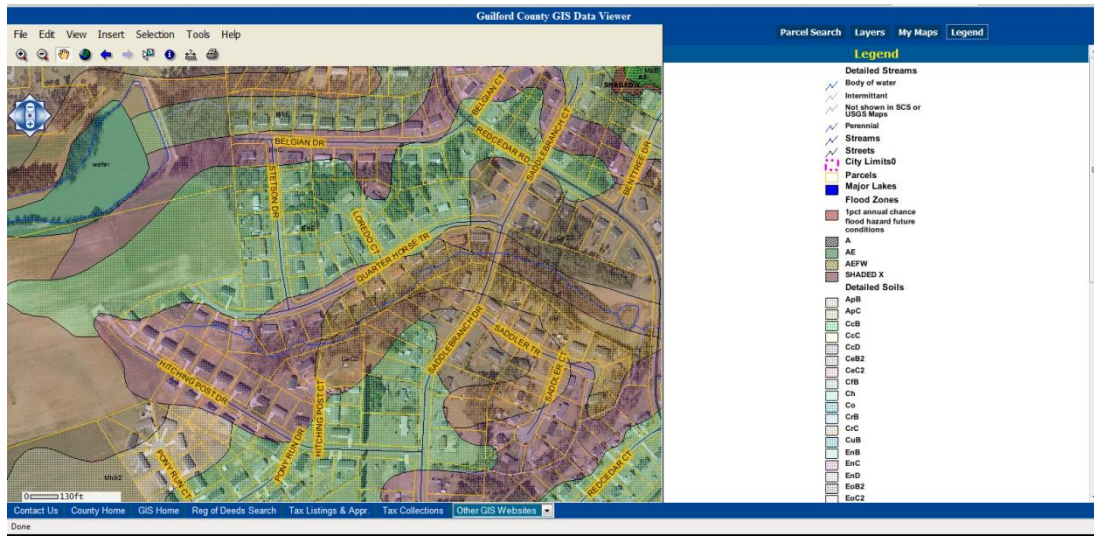 Guilford County GIS Data Viewer
File Edit View Insert Selection Tools Help
Parcel Search Layers My Maps Legend
Legend
Detailed Streams
Body of water
Intermittant
Not shown in SCS or
USGS Maps
Perennial
Streams
Streets
City Limits0
Parcels
Major Lakes
Flood Zones
1pct annual chance
flood hazard future
conditions
A
AE
AEFW
SHADED X
Detailed Soils
ApB
ApC
CcB
CcC
CcD
CeB2
CeC2
CfB
Ch
Co
CrB
CrC
CuB
EnB
EnC
EnD
EoB2
EoC2
BELGIAN CT
SHADED X
BELGIAN DR
REDCEDAR RD
SADDLEBRANCH CT
BENTTREE DR
water
STETSON DR
LOREDO CT
QUARTER HORSE TR
SADDLEBRANCH DR
SADDLER TR
SADDLER CT
HITCHING POST DR
HITCHING POST CT
PONY RUN DR
PONY RUN CT
REDCEDAR CT
MhB2
0 130ft
Contact Us County Home GIS Home Reg of Deeds Search Tax Listings & Appr. Tax Collections Other GIS Websites
Done